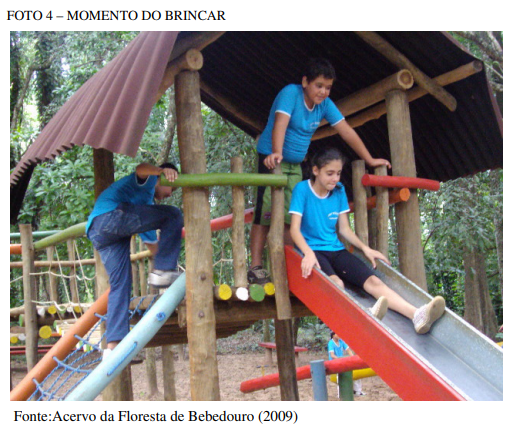 FOTO 4 – MOMENTO DO BRINCAR
Fonte:Acervo da Floresta de Bebedouro (2009)